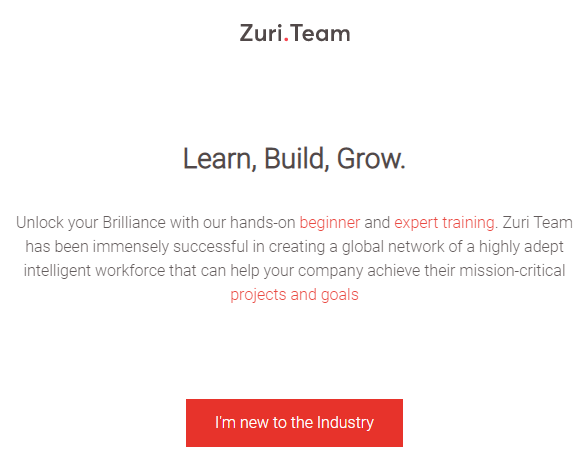 Zuri.Team
Learn, Build, Grow.
Unlock your Brilliance with our hands-on beginner and expert training. Zuri Team
has been immensely successful in creating a global network of a highly adept
intelligent workforce that can help your company achieve their mission-critical
projects and goals
I'm new to the Industry